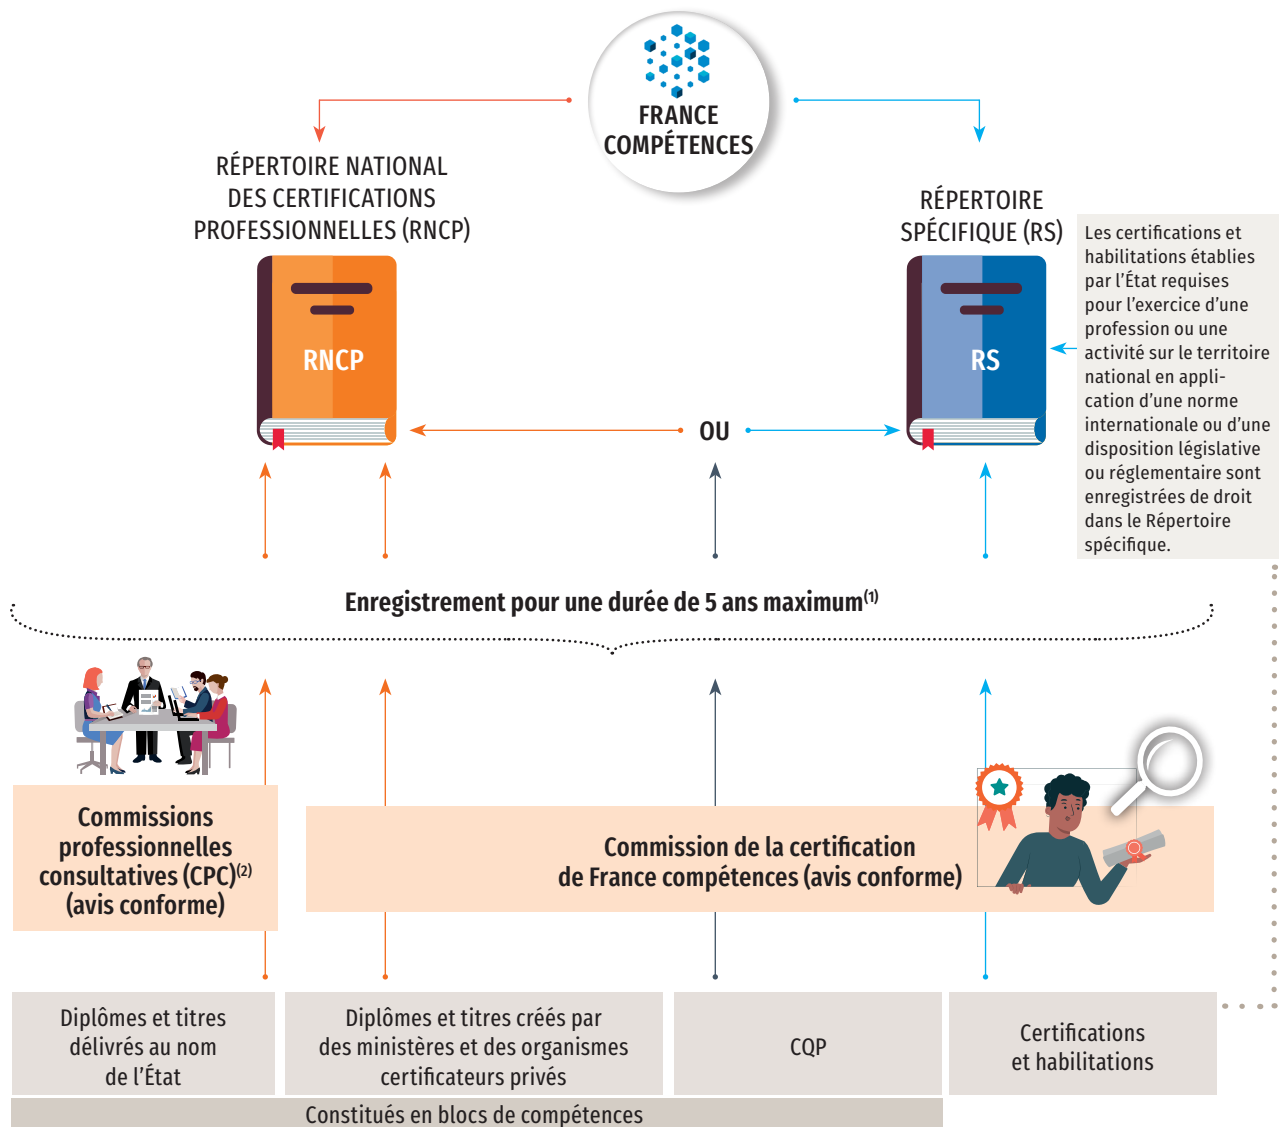 FRANCE
COMPÉTENCES
RÉPERTOIRE NATIONAL
DES CERTIFICATIONS
PROFESSIONNELLES (RNCP)
RNCP
RÉPERTOIRE
SPÉCIFIQUE (RS)
RS
Les certifications et
habilitations établies
par l'État requises
pour l'exercice d'une
profession ou une
activité sur le territoire
national en appli-
cation d'une norme
internationale ou d'une
disposition législative
ou réglementaire sont
enregistrées de droit
dans le Répertoire
spécifique.
OU
Enregistrement pour une durée de 5 ans maximum(1)
Commissions
professionnelles
consultatives (CPC)(2)
(avis conforme)
Commission de la certification
de France compétences (avis conforme)
Diplômes et titres
délivrés au nom
de l'État
Diplômes et titres créés par
des ministères et des organismes
certificateurs privés
CQP
Certifications
et habilitations
Constitués en blocs de compétences